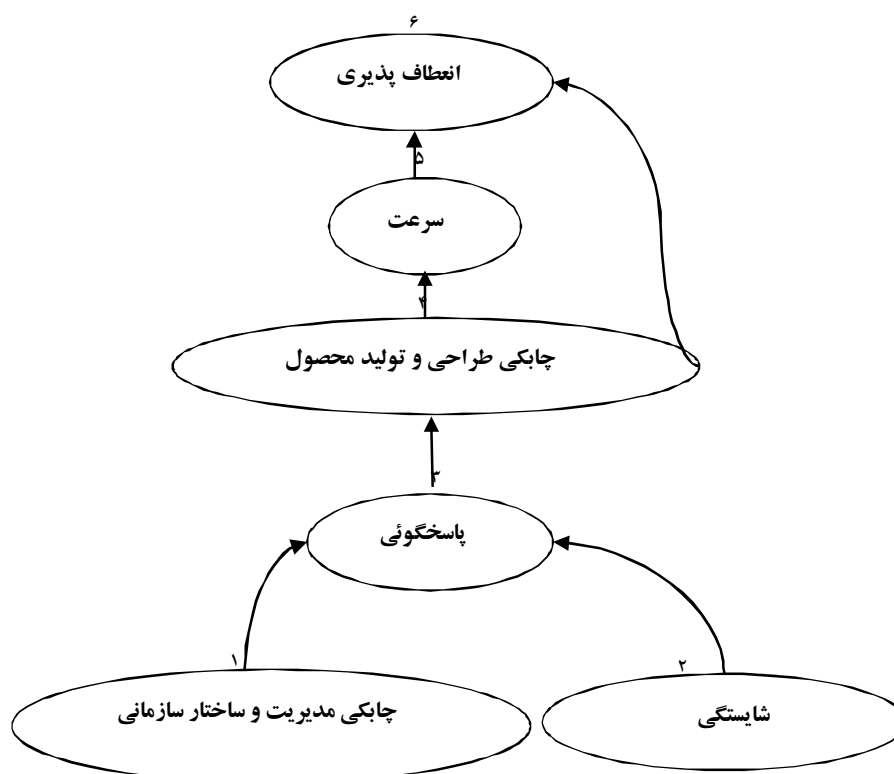 ۶
انعطاف پذیری
۵
سرعت
۴
چابکی طراحی و تولید محصول
۳
پاسخگوئی
۱
۲
چابکی مدیریت و ساختار سازمانی
شایستگی